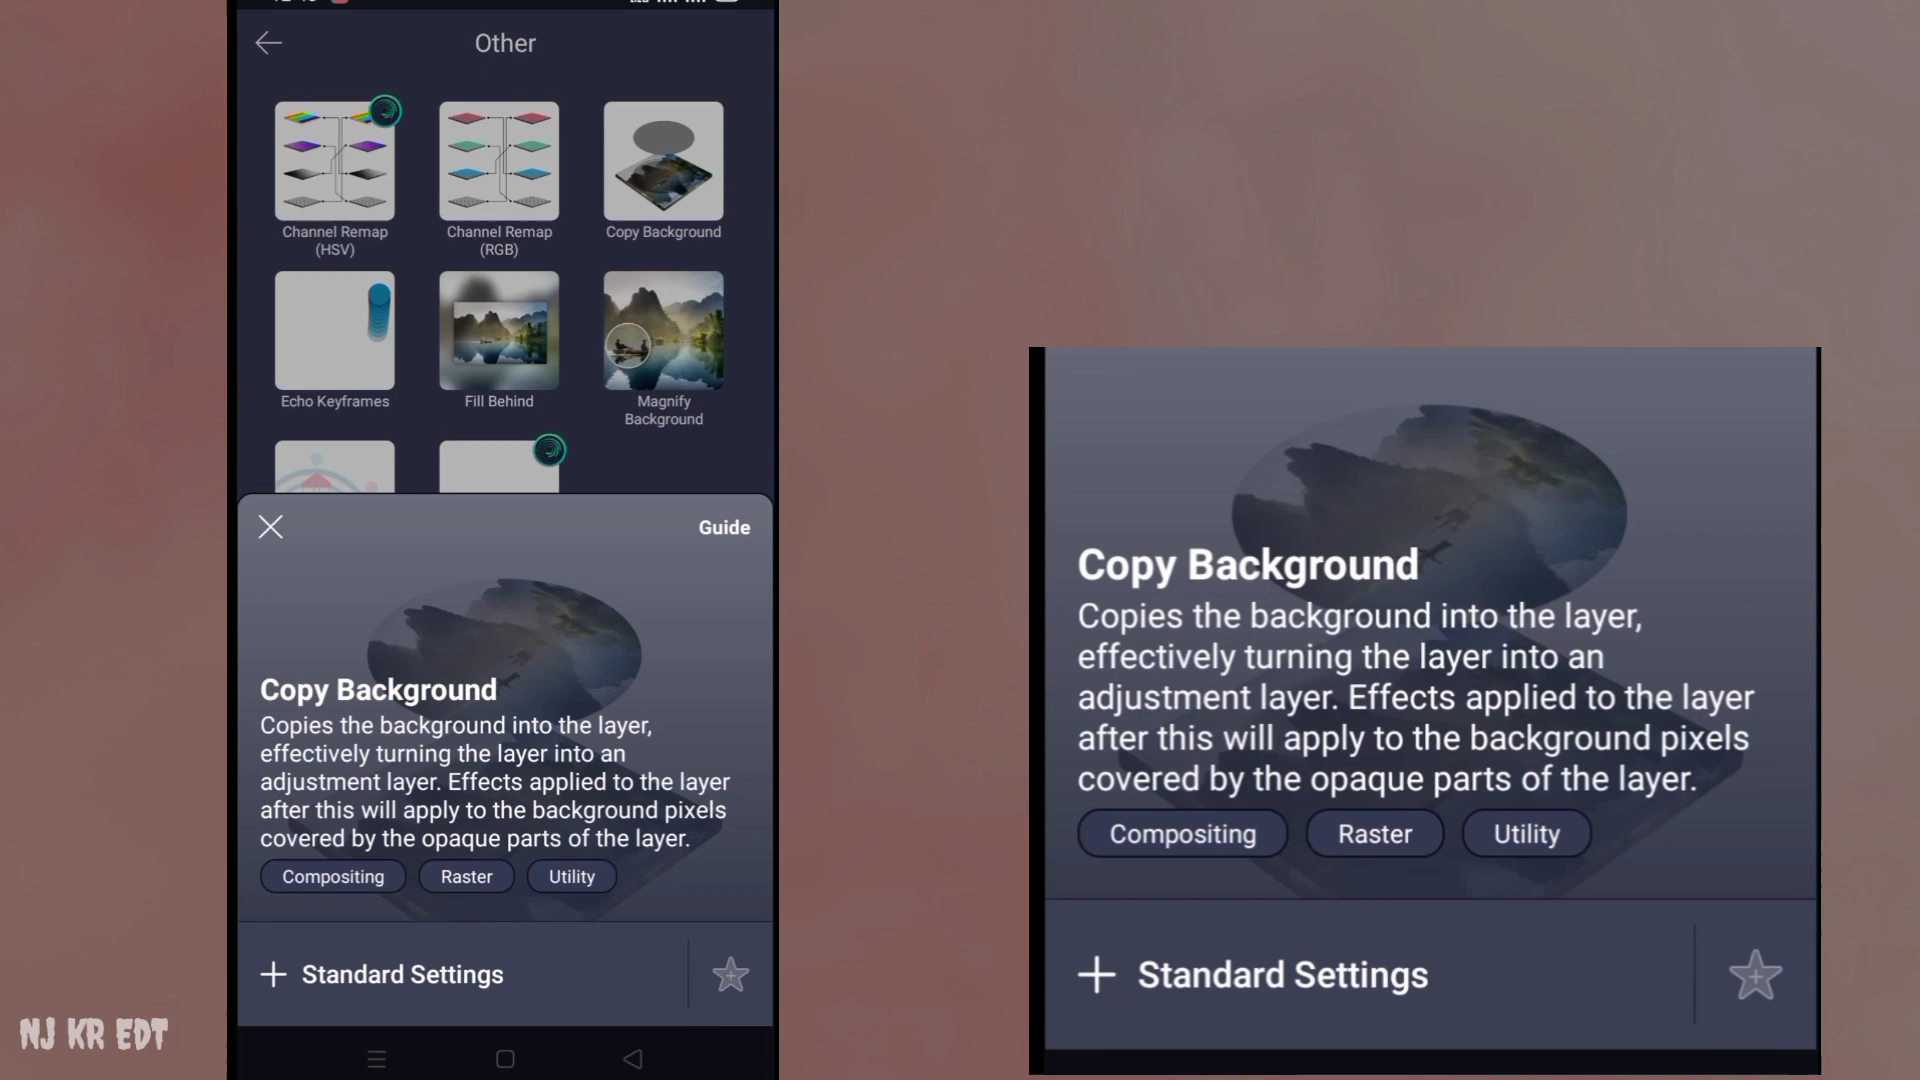 Other
Channel Remap
(HSV)
Channel Remap
(RGB)
Copy Background
Echo Keyframes
Fill Behind
Magnify
Background
Guide
Copy Background
Copies the background into the layer,
effectively turning the layer into an
adjustment layer. Effects applied to the layer
after this will apply to the background pixels
covered by the opaque parts of the layer.
Compositing
Raster
Utility
Standard Settings
Copy Background
Copies the background into the layer,
effectively turning the layer into an
adjustment layer. Effects applied to the layer
after this will apply to the background pixels
covered by the opaque parts of the layer.
Compositing
Raster
Utility
Standard Settings
NJ KR EDT